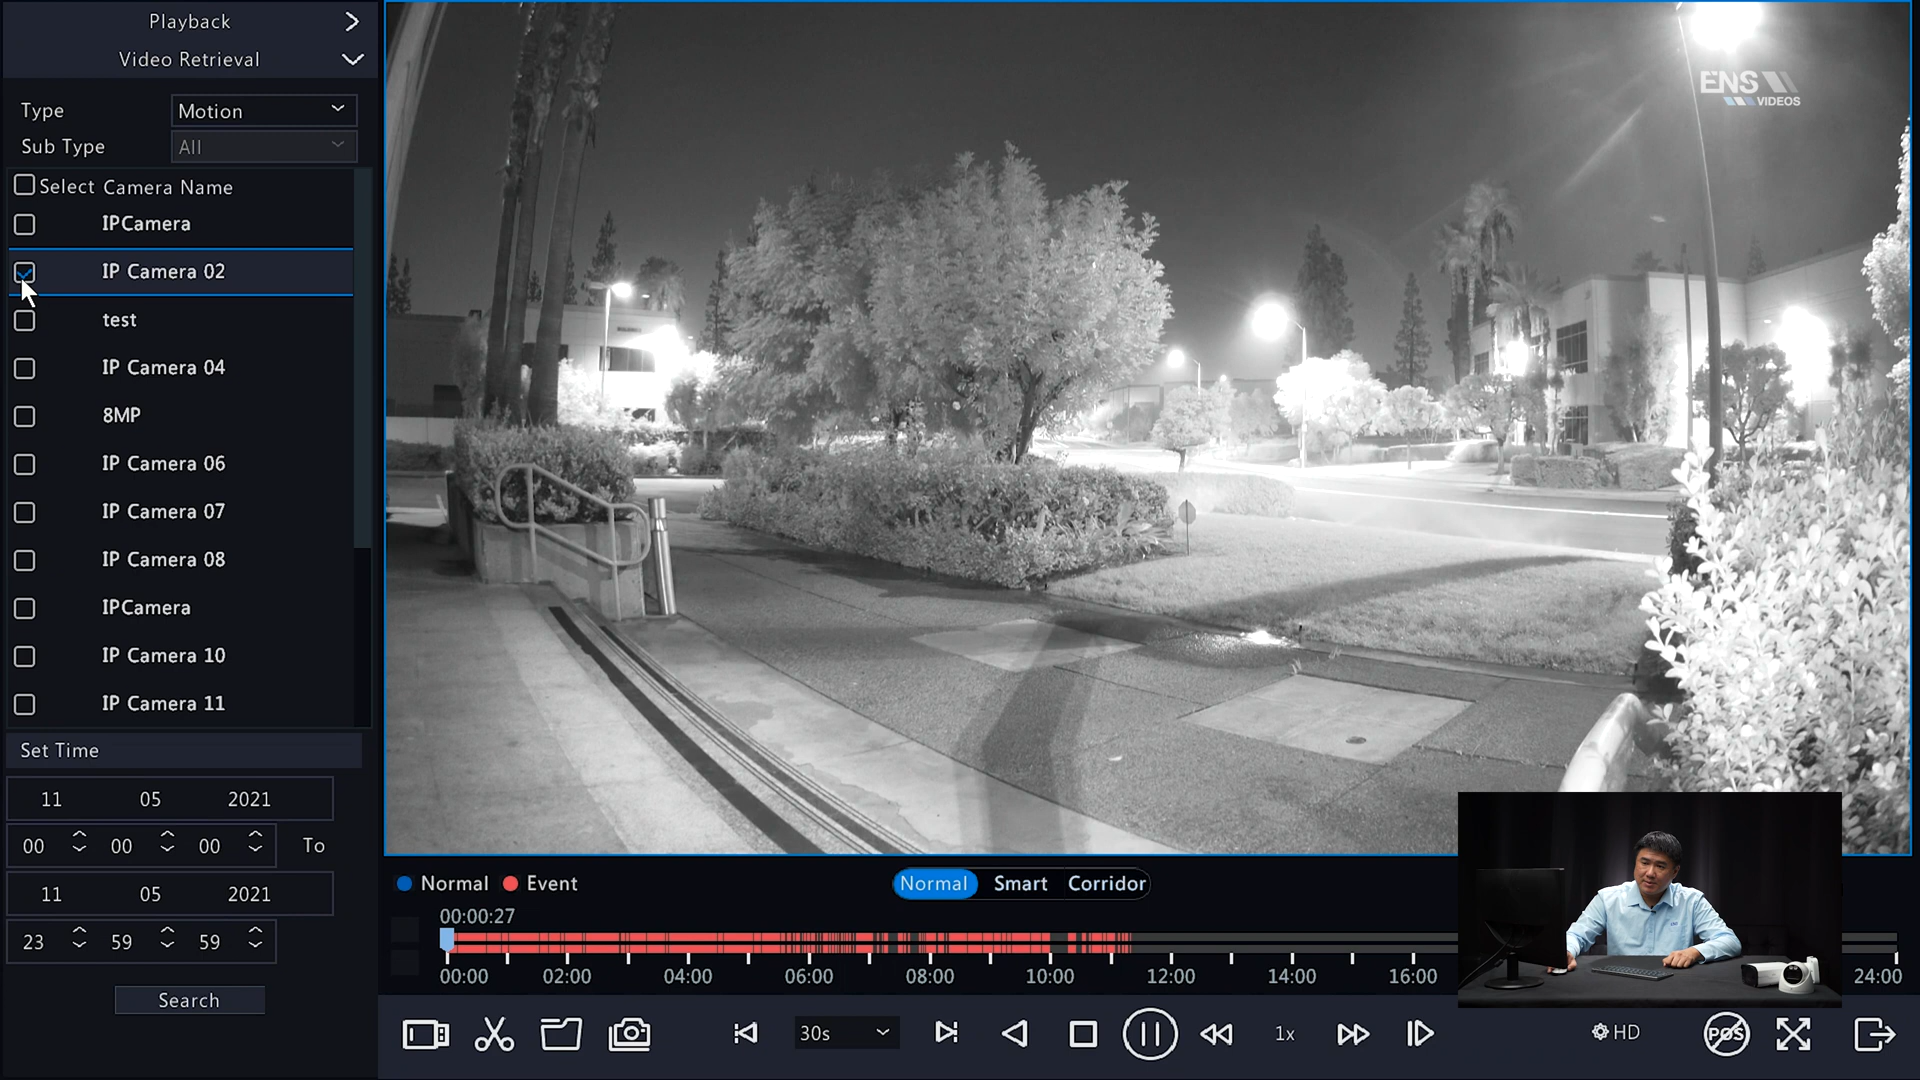 Playback
Video Retrieval
Type Motion
Sub Type All
Select Camera Name
IPCamera
IP Camera 02
test
IP Camera 04
8MP
IP Camera 06
IP Camera 07
IP Camera 08
IPCamera
IP Camera 10
IP Camera 11
Set Time
11 05 2021
00 00 00 To
11 05 2021
23 59 59
Search
ENS
VIDEOS
Normal Event
Normal Smart Corridor
00:00:27
00:00 02:00 04:00 06:00 08:00 10:00 12:00 14:00 16:00 24:00
30s 1x HD POS